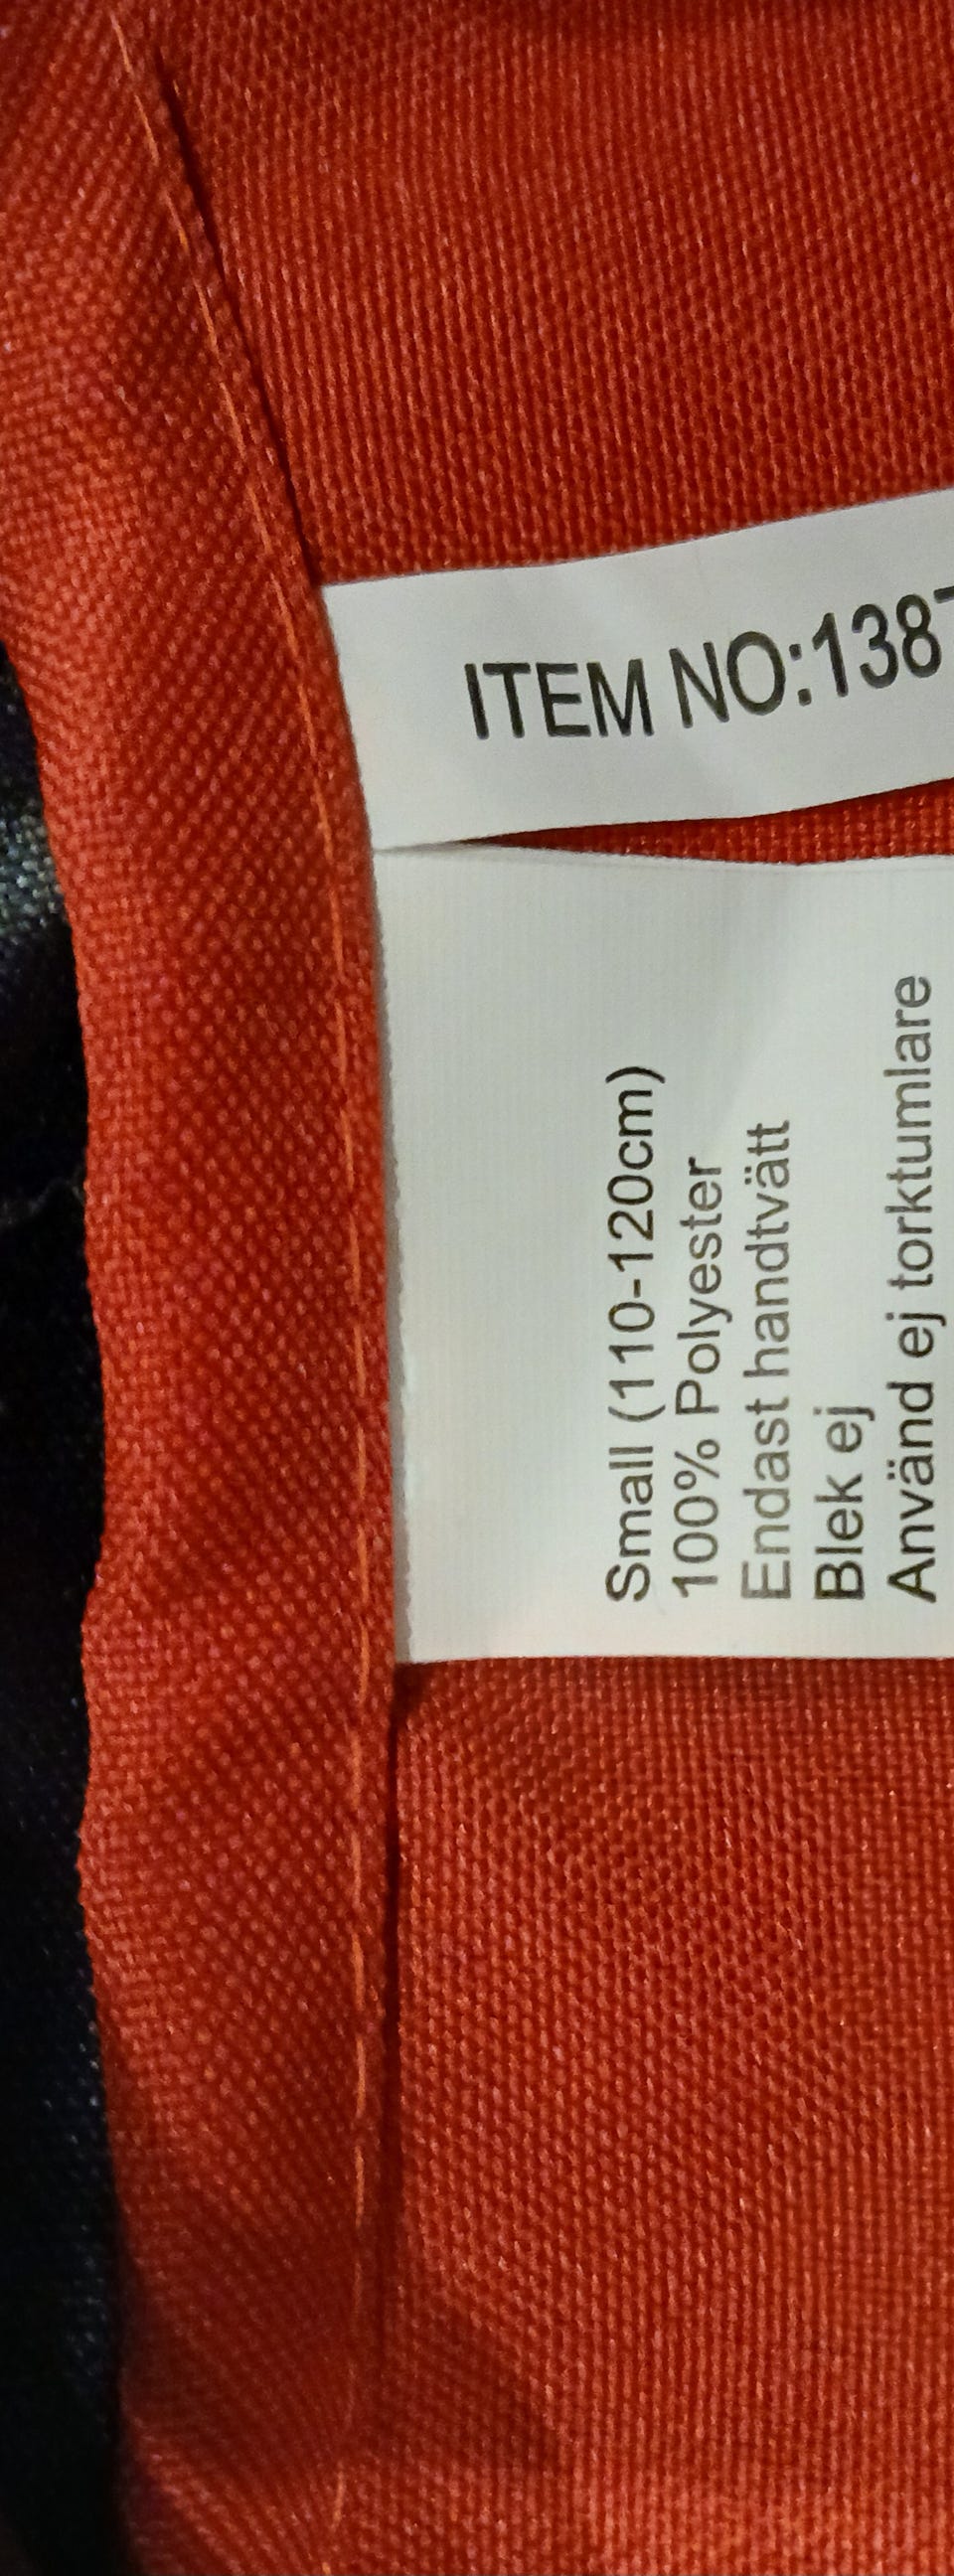 ITEM NO:138
Small (110-120cm)
100% Polyester
Endast handtvätt
Blek ej
Använd ej torktumlare